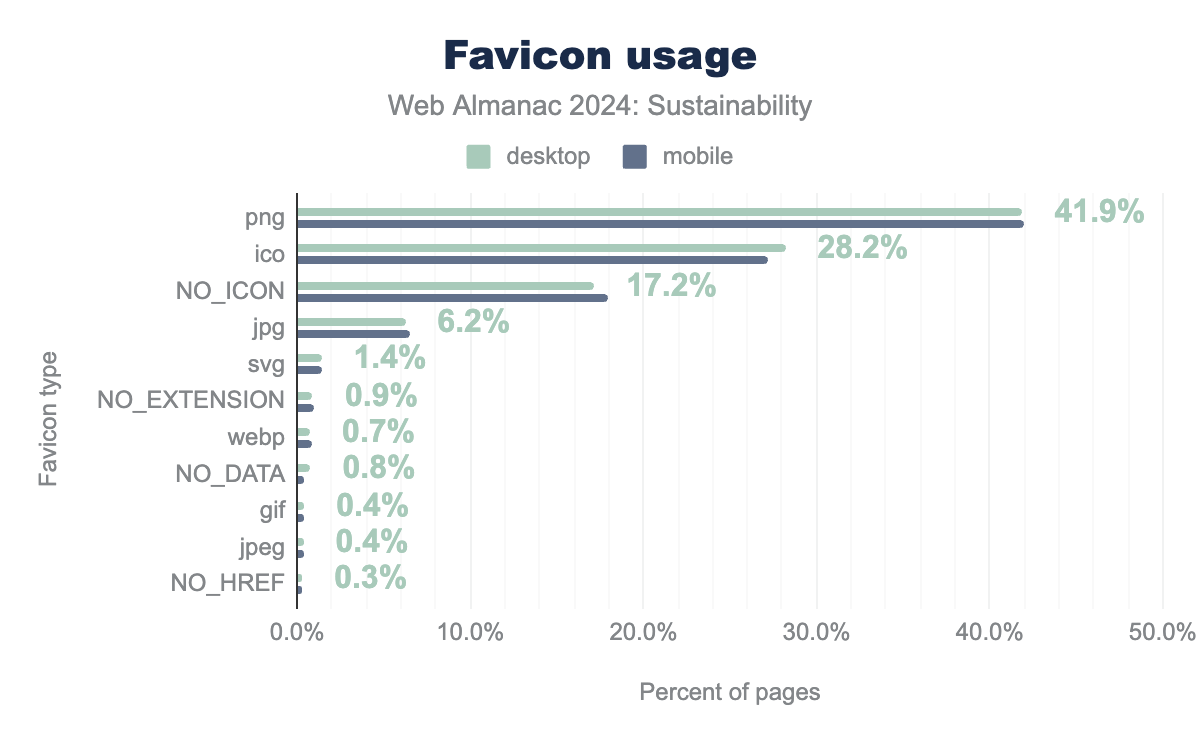 Favicon usage
Web Almanac 2024: Sustainability
desktop mobile
png 41.9%
ico 28.2%
NO_ICON 17.2%
jpg 6.2%
svg 1.4%
NO_EXTENSION 0.9%
webp 0.7%
NO_DATA 0.8%
gif 0.4%
jpeg 0.4%
NO_HREF 0.3%
Favicon type
0.0% 10.0% 20.0% 30.0% 40.0% 50.0%
Percent of pages